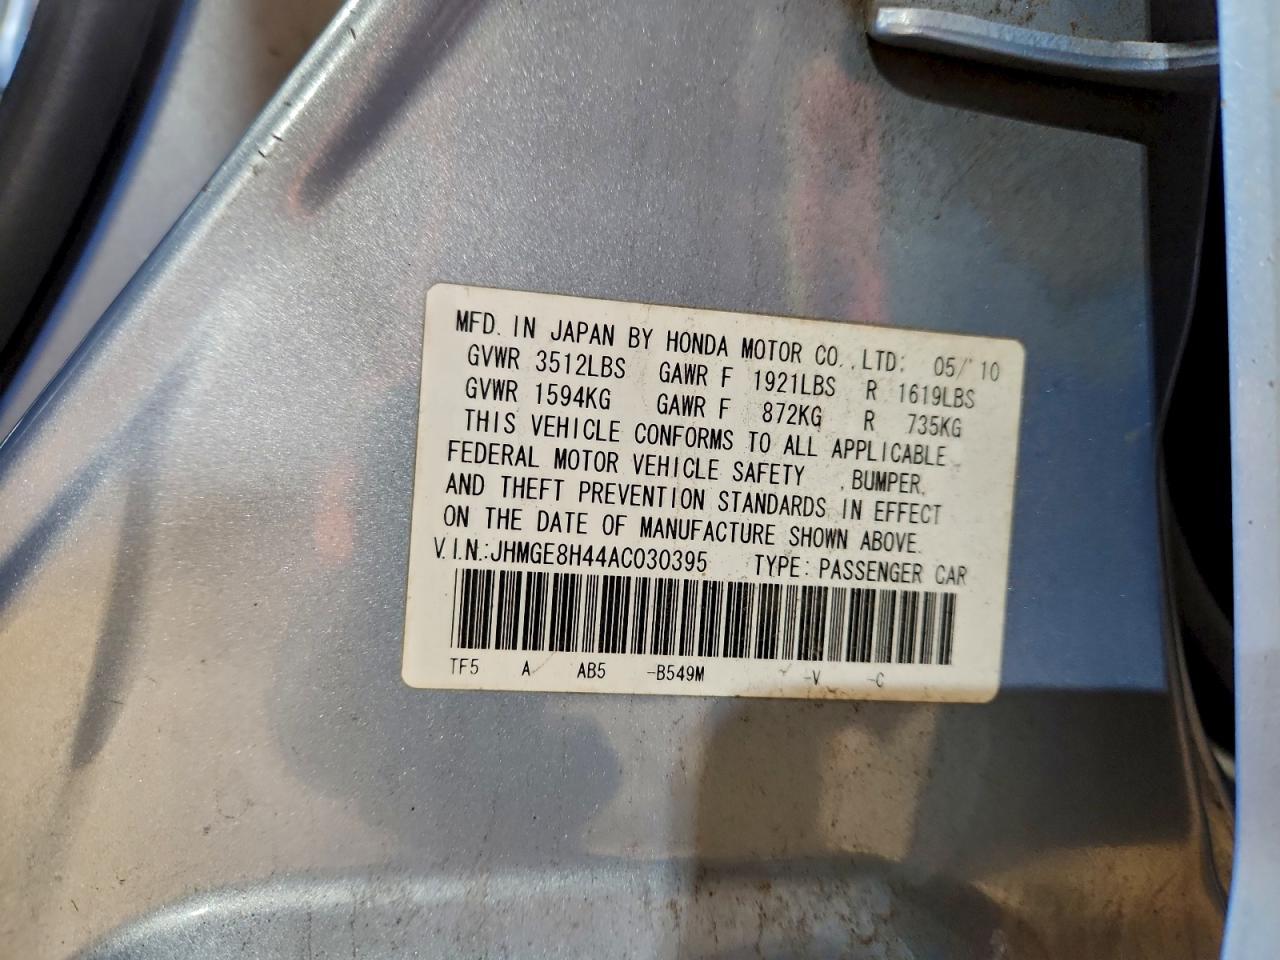 MFD. IN JAPAN BY HONDA MOTOR CO.,LTD: 05/'10
GVWR 3512LBS GAWR F 1921LBS R 1619LBS
GVWR 1594KG GAWR F 872KG R 735KG
THIS VEHICLE CONFORMS TO ALL APPLICABLE
FEDERAL MOTOR VEHICLE SAFETY , BUMPER,
AND THEFT PREVENTION STANDARDS IN EFFECT
ON THE DATE OF MANUFACTURE SHOWN ABOVE.
V.I.N.:JHMGE8H44AC030395 TYPE: PASSENGER CAR
TF5 A AB5 -B549M -V -C